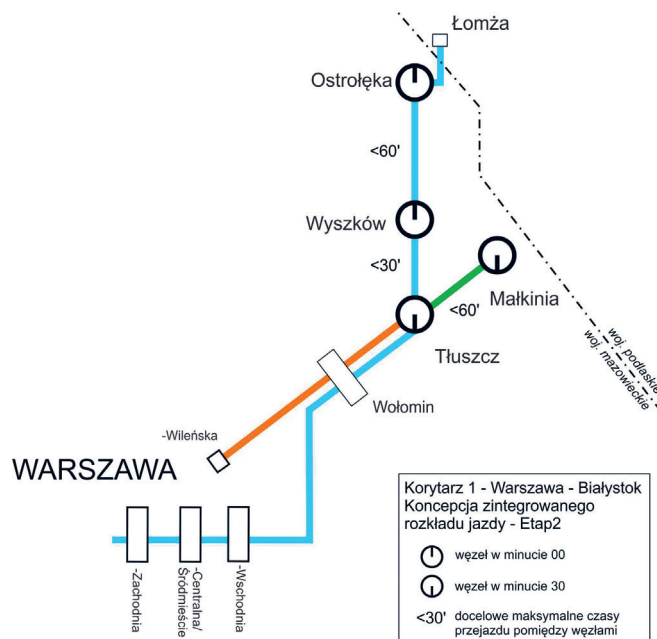 Łomża
Ostrołęka
<60'
Wyszków
<30'
Małkinia
<60'
Tłuszcz
woj. podlaskie
woj. mazowieckie
Wołomin
-Wileńska
WARSZAWA
-Zachodnia
-Centralna/
Śródmieście
-Wschodnia
Korytarz 1 - Warszawa - Białystok
Koncepcja zintegrowanego
rozkładu jazdy - Etap2
węzeł w minucie 00
węzeł w minucie 30
<30' docelowe maksymalne czasy
przejazdu pomiędzy węzłami